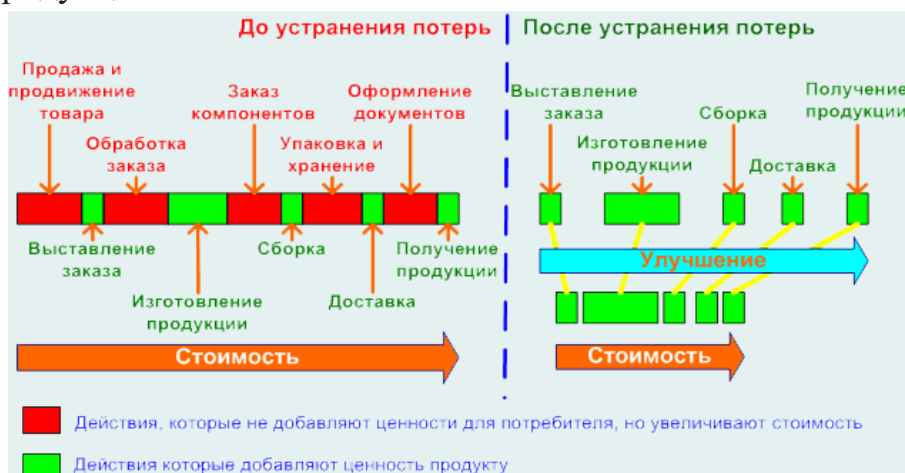 До устранения потерь
После устранения потерь
Продажа и
продвижение
товара
Заказ
компонентов
Оформление
документов
Обработка
заказа
Упаковка и
хранение
Выставление
заказа
Сборка
Получение
продукции
Изготовление
продукции
Доставка
Стоимость
Выставление
заказа
Сборка
Получение
продукции
Изготовление
продукции
Доставка
Улучшение
Стоимость
Действия, которые не добавляют ценности для потребителя, но увеличивают стоимость
Действия которые добавляют ценность продукту